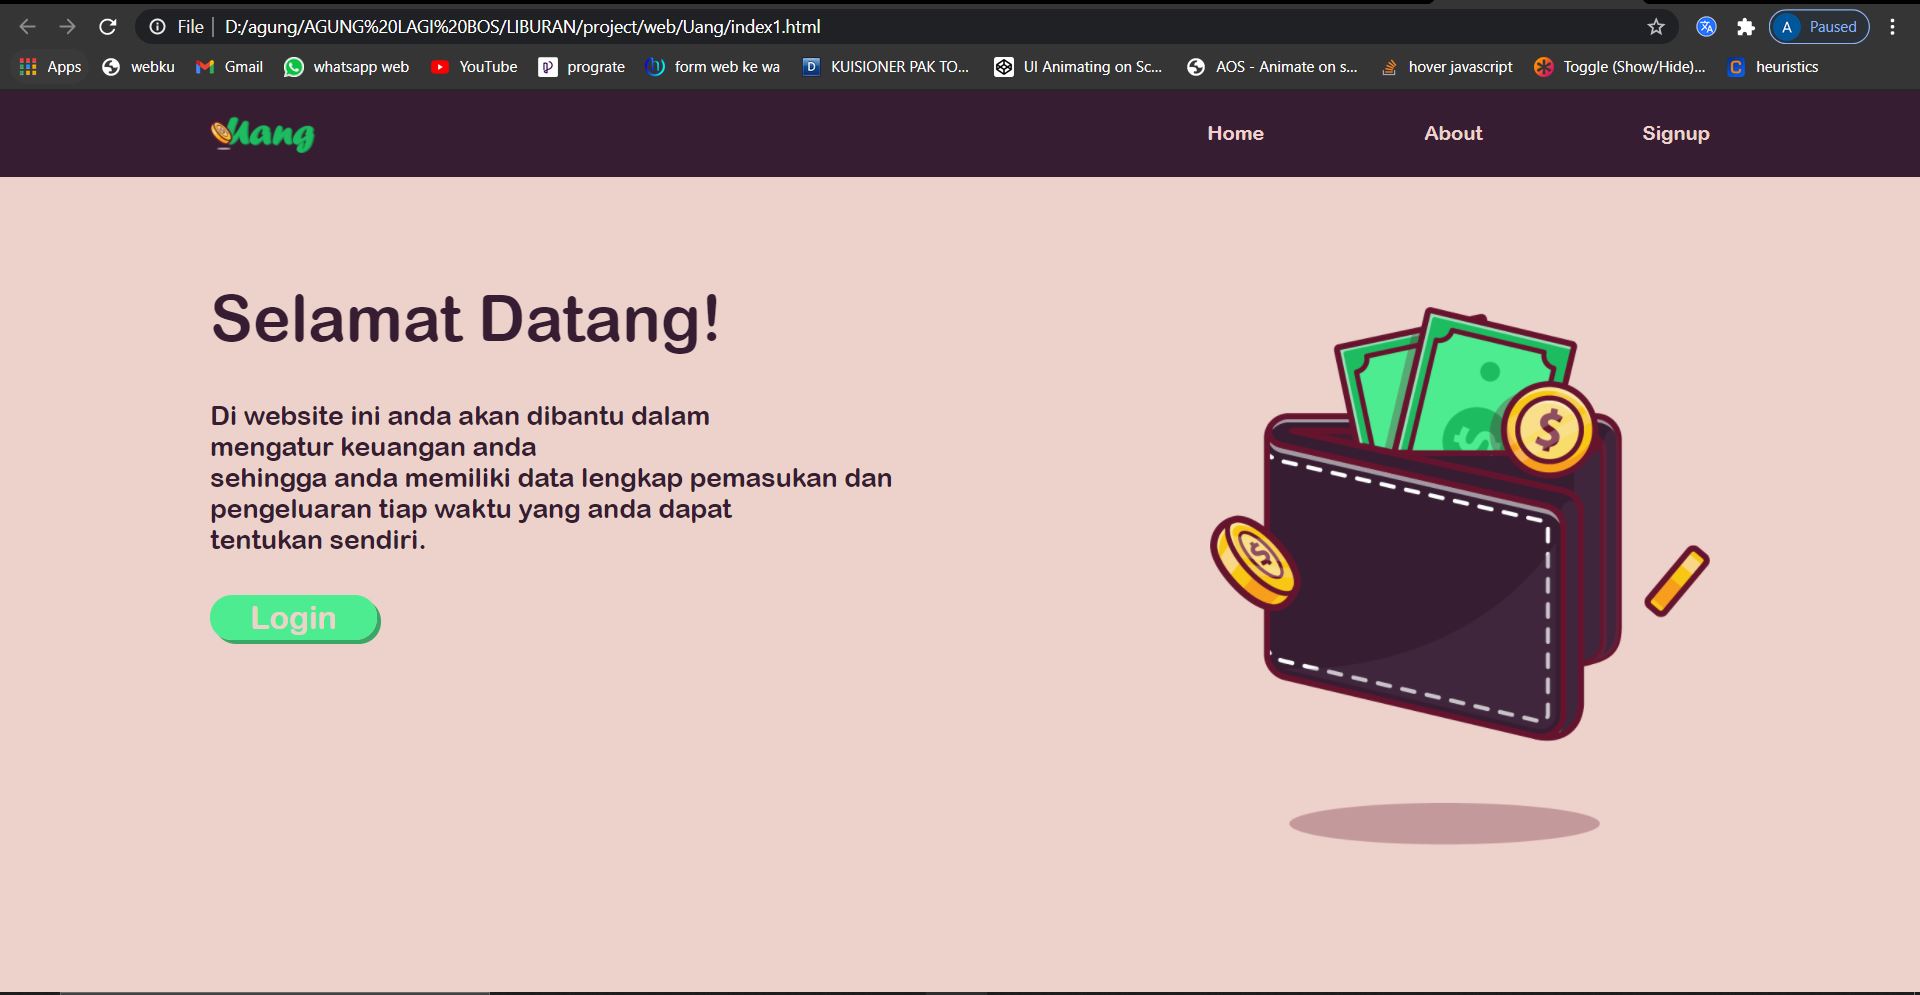 File | D:/agung/AGUNG%20LAGI%20BOS/LIBURAN/project/web/Uang/index1.html A Paused
Apps webku Gmail whatsapp web YouTube prograte form web ke wa D KUISIONER PAK TO... UI Animating on Sc... AOS - Animate on s... hover javascript Toggle (Show/Hide)... C heuristics
Uang Home About Signup
Selamat Datang!
Di website ini anda akan dibantu dalam
mengatur keuangan anda
sehingga anda memiliki data lengkap pemasukan dan
pengeluaran tiap waktu yang anda dapat
tentukan sendiri.
Login